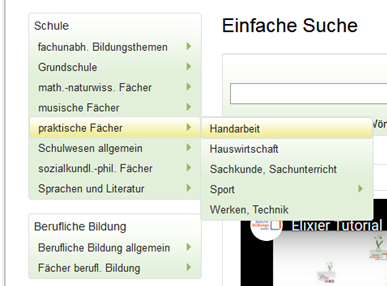 Schule
fachunabh. Bildungsthemen
Grundschule
math.-naturwiss. Fächer
musische Fächer
praktische Fächer
Schulwesen allgemein
sozialkundl.-phil. Fächer
Sprachen und Literatur
Berufliche Bildung
Berufliche Bildung allgemein
Fächer berufl. Bildung
Einfache Suche
Handarbeit
Hauswirtschaft
Sachkunde, Sachunterricht
Sport
Werken, Technik
Elixier Tutorial